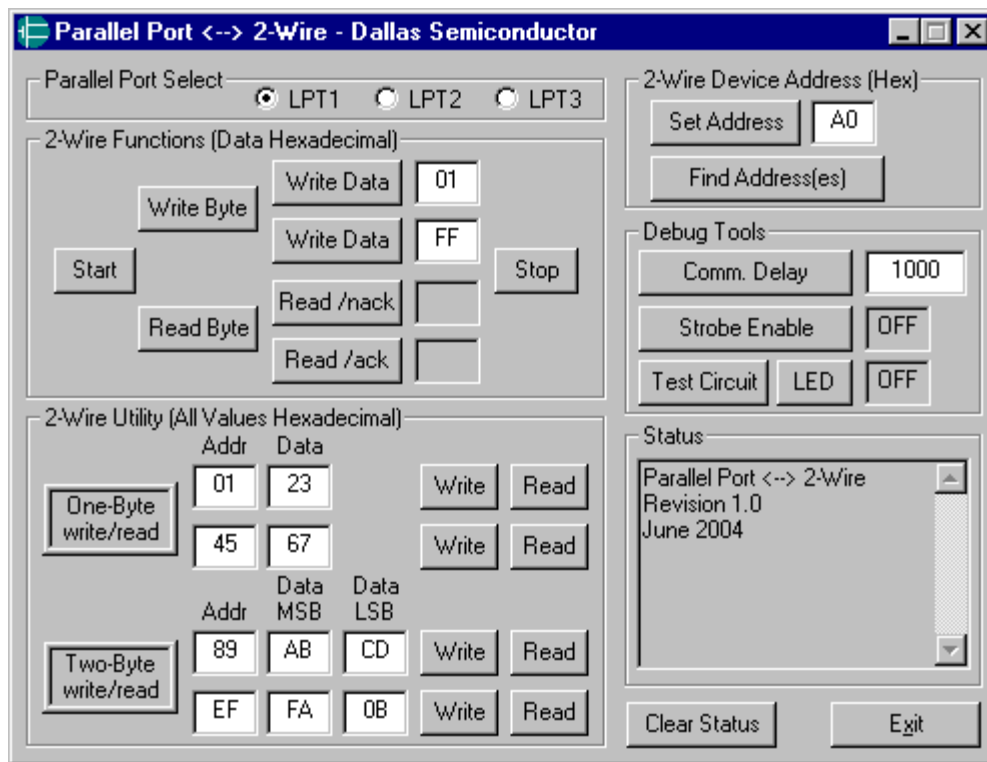 Parallel Port <--> 2-Wire - Dallas Semiconductor
Parallel Port Select
LPT1 LPT2 LPT3
2-Wire Functions (Data Hexadecimal)
Write Byte
Write Data 01
Write Data FF
Start
Stop
Read Byte
Read /nack
Read /ack
2-Wire Utility (All Values Hexadecimal)
Addr Data
One-Byte
write/read
01 23 Write Read
45 67 Write Read
Addr Data MSB Data LSB
Two-Byte
write/read
89 AB CD Write Read
EF FA 0B Write Read
2-Wire Device Address (Hex)
Set Address A0
Find Address(es)
Debug Tools
Comm. Delay 1000
Strobe Enable OFF
Test Circuit LED OFF
Status
Parallel Port <--> 2-Wire
Revision 1.0
June 2004
Clear Status Exit